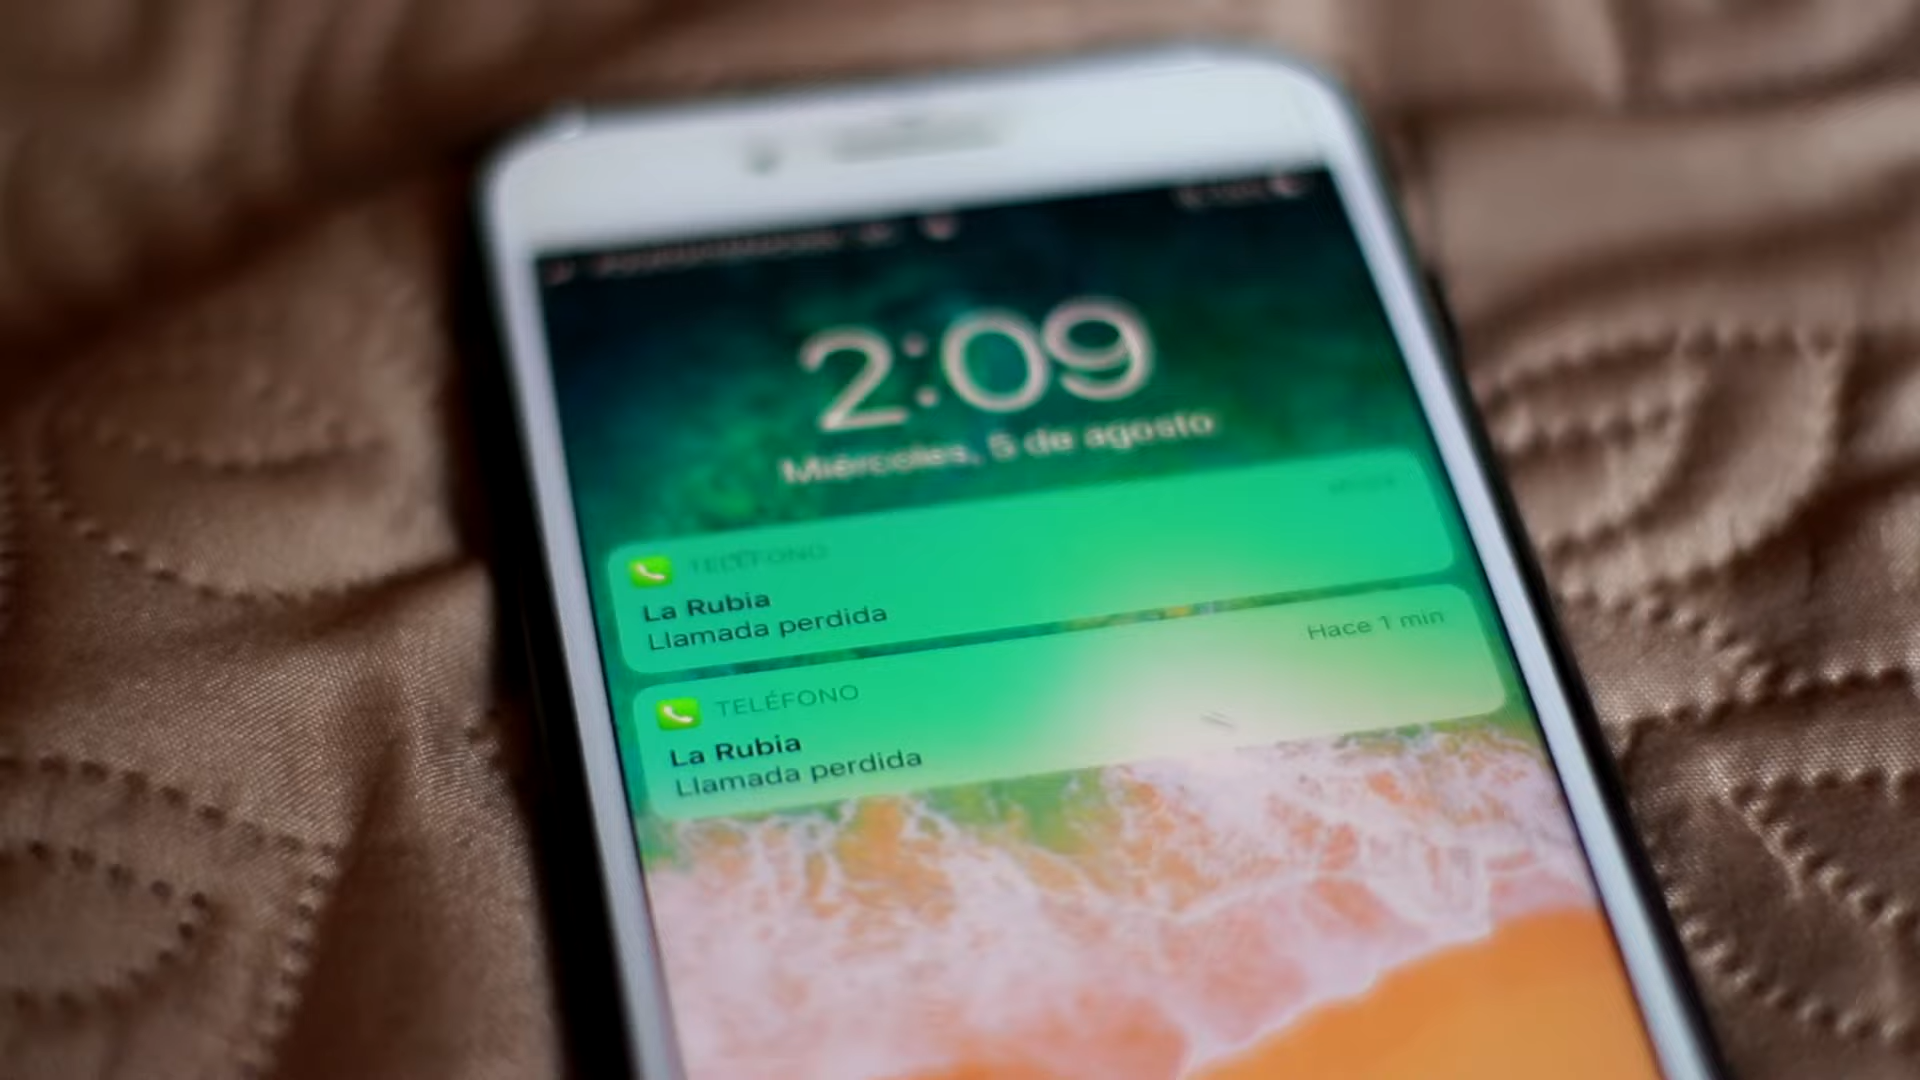 2:09
Miércoles, 5 de agosto
TELÉFONO
La Rubia
Llamada perdida
TELÉFONO
Hace 1 min
La Rubia
Llamada perdida